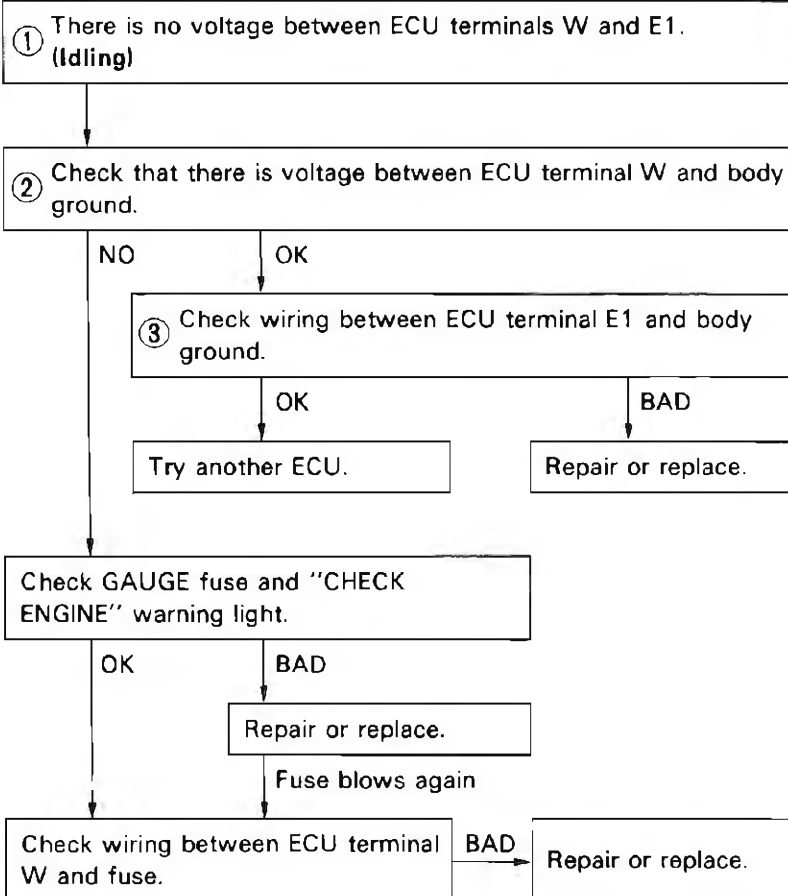 ① There is no voltage between ECU terminals W and E1.
(Idling)
② Check that there is voltage between ECU terminal W and body
ground.
NO
OK
③ Check wiring between ECU terminal E1 and body
ground.
OK
BAD
Try another ECU.
Repair or replace.
Check GAUGE fuse and "CHECK
ENGINE" warning light.
OK
BAD
Repair or replace.
Fuse blows again
Check wiring between ECU terminal
W and fuse.
BAD
Repair or replace.